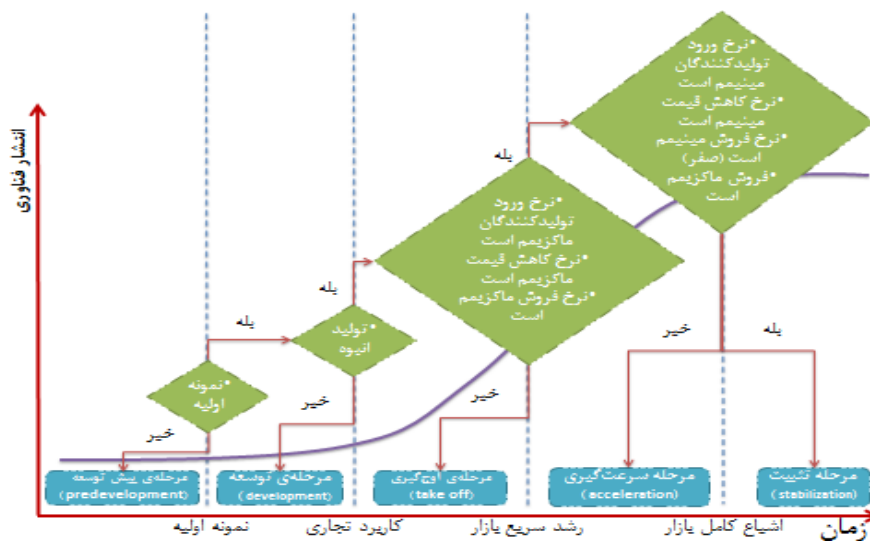 •نرخ ورود
تولیدکنندگان
مینیمم است
•نرخ کاهش قیمت
مینیمم است
•نرخ فروش مینیمم
است (صفر)
•فروش ماکزیمم
است
انتشار فناوری
بله
•نرخ ورود
تولیدکنندگان
ماکزیمم است
•نرخ کاهش قیمت
ماکزیمم است
•نرخ فروش ماکزیمم
است
بله
بله
•تولید
انبوه
خیر
بله
•نمونه
اولیه
خیر
خیر
خیر
مرحله‌ی پیش توسعه
(predevelopment)
مرحله‌ی توسعه
(development)
مرحله‌ی اوج‌گیری
(take off)
مرحله سرعت‌گیری
(acceleration)
مرحله تثبیت
(stabilization)
نمونه اولیه
کاربرد تجاری
رشد سریع بازار
اشباع کامل بازار
زمان